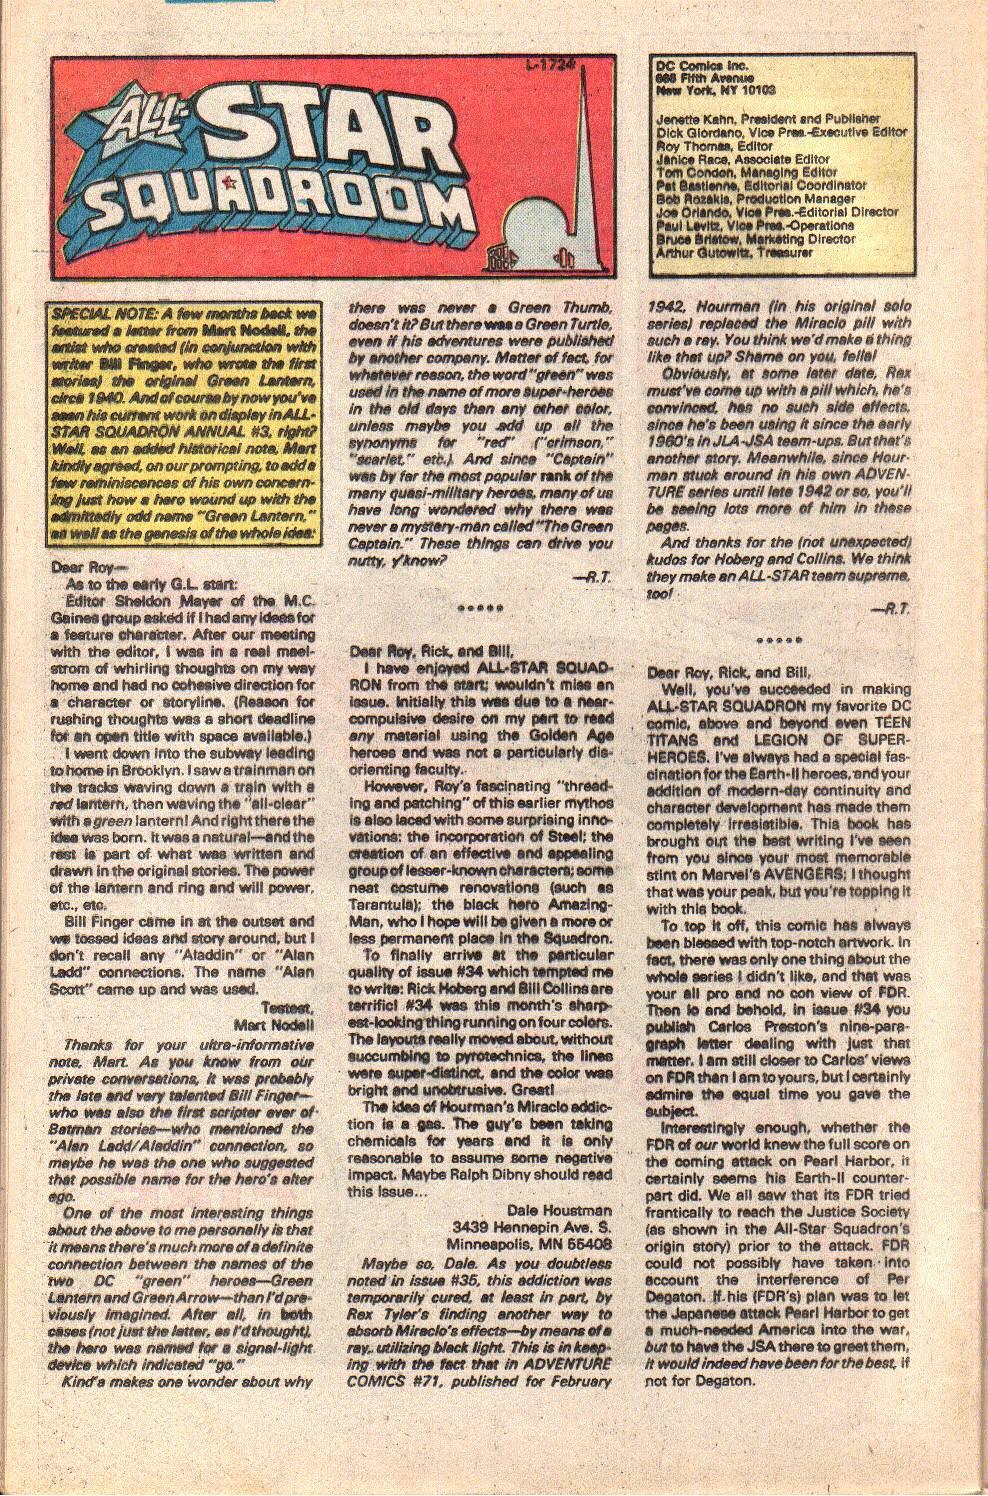 L-1724
ALL-STAR
SQUADROOM
DC Comics Inc.
666 Fifth Avenue
New York, NY 10103
Jenette Kahn, President and Publisher
Dick Giordano, Vice Pres.-Executive Editor
Roy Thomas, Editor
Janice Race, Associate Editor
Tom Condon, Managing Editor
Pat Bastienne, Editorial Coordinator
Bob Rozakis, Production Manager
Joe Orlando, Vice Pres.-Editorial Director
Paul Levitz, Vice Pres.-Operations
Bruce Bristow, Marketing Director
Arthur Gutowitz, Treasurer
SPECIAL NOTE: A few months back we
featured a letter from Mart Nodell, the
artist who created (in conjunction with
writer Bill Finger, who wrote the first
stories) the original Green Lantern,
circa 1940. And of course by now you've
seen his current work on display in ALL-
STAR SQUADRON ANNUAL #3, right?
Well, as an added historical note, Mart
kindly agreed, on our prompting, to add a
few reminiscences of his own concern-
ing just how a hero wound up with the
admittedly odd name "Green Lantern,"
as well as the genesis of the whole idea:
Dear Roy—
As to the early G.L. start:
Editor Sheldon Mayer of the M.C.
Gaines group asked if I had any ideas for
a feature character. After our meeting
with the editor, I was in a real mael-
strom of whirling thoughts on my way
home and had no cohesive direction for
a character or storyline. (Reason for
rushing thoughts was a short deadline
for an open title with space available.)
I went down into the subway leading
to home in Brooklyn. I saw a trainman on
the tracks waving down a train with a
red lantern, then waving the "all-clear"
with a green lantern! And right there the
idea was born. It was a natural—and the
rest is part of what was written and
drawn in the original stories. The power
of the lantern and ring and will power,
etc., etc.
Bill Finger came in at the outset and
we tossed ideas and story around, but I
don't recall any "Aladdin" or "Alan
Ladd" connections. The name "Alan
Scott" came up and was used.
Testest,
Mart Nodell
Thanks for your ultra-informative
note, Mart. As you know from our
private conversations, it was probably
the late and very talented Bill Finger—
who was also the first scripter ever of
Batman stories—who mentioned the
"Alan Ladd/Aladdin" connection, so
maybe he was the one who suggested
that possible name for the hero's alter
ego.
One of the most interesting things
about the above to me personally is that
it means there's much more of a definite
connection between the names of the
two DC "green" heroes—Green
Lantern and Green Arrow—than I'd pre-
viously imagined. After all, in both
cases (not just the latter, as I'd thought),
the hero was named for a signal-light
device which indicated "go."
Kind'a makes one wonder about why
there was never a Green Thumb,
doesn't it? But there was a Green Turtle,
even if his adventures were published
by another company. Matter of fact, for
whatever reason, the word "green" was
used in the name of more super-heroes
in the old days than any other color,
unless maybe you add up all the
synonyms for "red" ("crimson,"
"scarlet," etc.). And since "Captain"
was by far the most popular rank of the
many quasi-military heroes, many of us
have long wondered why there was
never a mystery-man called "The Green
Captain." These things can drive you
nutty, y'know?
—R.T.
*****
Dear Roy, Rick, and Bill,
I have enjoyed ALL-STAR SQUAD-
RON from the start; wouldn't miss an
issue. Initially this was due to a near-
compulsive desire on my part to read
any material using the Golden Age
heroes and was not a particularly dis-
orienting faculty.
However, Roy's fascinating "thread-
ing and patching" of this earlier mythos
is also laced with some surprising inno-
vations: the incorporation of Steel; the
creation of an effective and appealing
group of lesser-known characters; some
neat costume renovations (such as
Tarantula); the black hero Amazing-
Man, who I hope will be given a more or
less permanent place in the Squadron.
To finally arrive at the particular
quality of issue #34 which tempted me
to write: Rick Hoberg and Bill Collins are
terrific! #34 was this month's sharp-
est-looking thing running on four colors.
The layouts really moved about, without
succumbing to pyrotechnics, the lines
were super-distinct, and the color was
bright and unobtrusive. Great!
The idea of Hourman's Miraclo addic-
tion is a gas. The guy's been taking
chemicals for years and it is only
reasonable to assume some negative
impact. Maybe Ralph Dibny should read
this issue...
Dale Houstman
3439 Hennepin Ave. S.
Minneapolis, MN 55408
Maybe so, Dale. As you doubtless
noted in issue #35, this addiction was
temporarily cured, at least in part, by
Rex Tyler's finding another way to
absorb Miraclo's effects—by means of a
ray, utilizing black light. This is in keep-
ing with the fact that in ADVENTURE
COMICS #71, published for February
1942, Hourman (in his original solo
series) replaced the Miraclo pill with
such a ray. You think we'd make a thing
like that up? Shame on you, fella!
Obviously, at some later date, Rex
must've come up with a pill which, he's
convinced, has no such side effects,
since he's been using it since the early
1960's in JLA-JSA team-ups. But that's
another story. Meanwhile, since Hour-
man stuck around in his own ADVEN-
TURE series until late 1942 or so, you'll
be seeing lots more of him in these
pages.
And thanks for the (not unexpected)
kudos for Hoberg and Collins. We think
they make an ALL-STAR team supreme,
too!
—R.T.
*****
Dear Roy, Rick, and Bill,
Well, you've succeeded in making
ALL-STAR SQUADRON my favorite DC
comic, above and beyond even TEEN
TITANS and LEGION OF SUPER-
HEROES. I've always had a special fas-
cination for the Earth-II heroes, and your
addition of modern-day continuity and
character development has made them
completely irresistible. This book has
brought out the best writing I've seen
from you since your most memorable
stint on Marvel's AVENGERS; I thought
that was your peak, but you're topping it
with this book.
To top it off, this comic has always
been blessed with top-notch artwork. In
fact, there was only one thing about the
whole series I didn't like, and that was
your all pro and no con view of FDR.
Then lo and behold, in issue #34 you
publish Carlos Preston's nine-para-
graph letter dealing with just that
matter. I am still closer to Carlos' views
on FDR than I am to yours, but I certainly
admire the equal time you gave the
subject.
Interestingly enough, whether the
FDR of our world knew the full score on
the coming attack on Pearl Harbor, it
certainly seems his Earth-II counter-
part did. We all saw that its FDR tried
frantically to reach the Justice Society
(as shown in the All-Star Squadron's
origin story) prior to the attack. FDR
could not possibly have taken into
account the interference of Per
Degaton. If his (FDR's) plan was to let
the Japanese attack Pearl Harbor to get
a much-needed America into the war,
but to have the JSA there to greet them,
it would indeed have been for the best, if
not for Degaton.